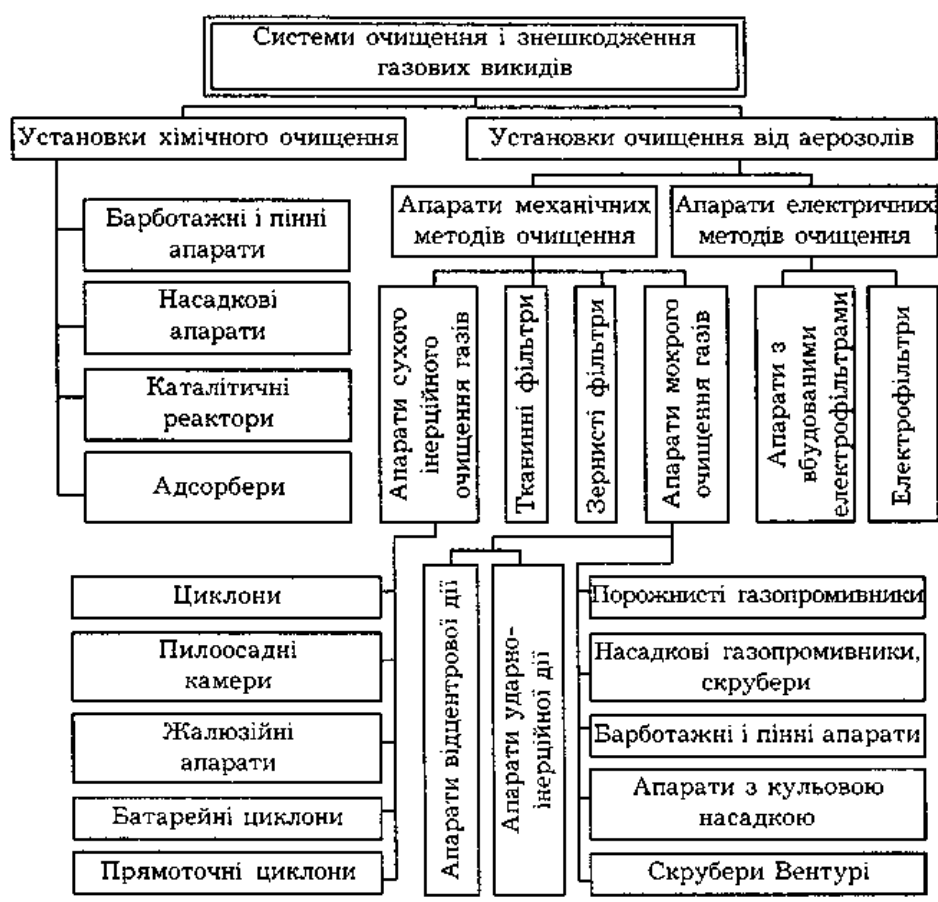 Системи очищення і знешкодження
газових викидів
Установки хімічного очищення
Установки очищення від аерозолів
Барботажні і пінні
апарати
Насадкові
апарати
Каталітичні
реактори
Адсорбери
Апарати механічних
методів очищення
Апарати електричних
методів очищення
Апарати сухого
інерційного
очищення газів
Тканинні фільтри
Зернисті фільтри
Апарати мокрого
очищення газів
Апарати з
вбудованими
електрофільтрами
Електрофільтри
Циклони
Пилоосадні
камери
Жалюзійні
апарати
Батарейні циклони
Прямоточні циклони
Апарати відцентрової дії
Апарати ударно-
інерційної дії
Порожнисті газопромивники
Насадкові газопромивники,
скрубери
Барботажні і пінні апарати
Апарати з кульовою
насадкою
Скрубери Вентурі